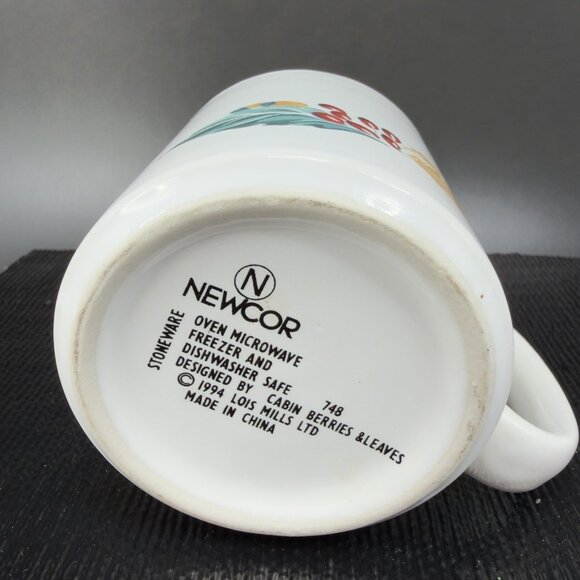 N
NEWCOR
STONEWARE
OVEN MICROWAVE
FREEZER AND
DISHWASHER SAFE 748
DESIGNED BY CABIN BERRIES & LEAVES
© 1994 LOIS MILLS LTD
MADE IN CHINA